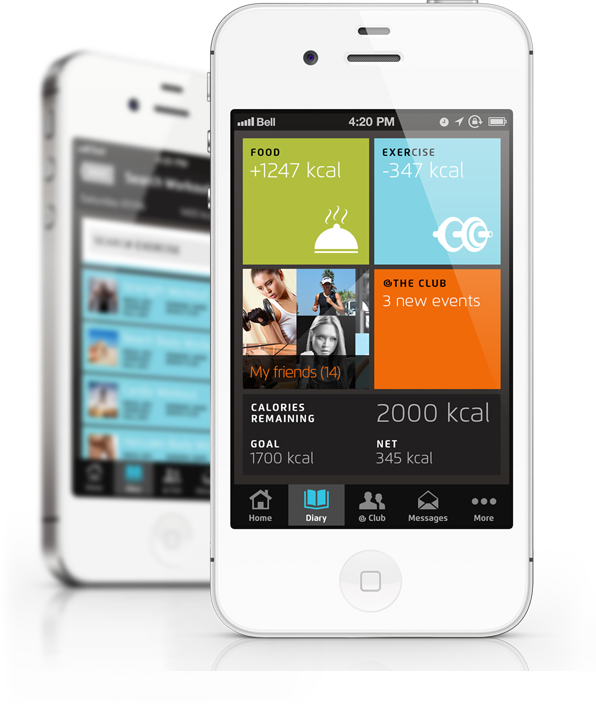 Bell 4:20 PM
FOOD
+1247 kcal
EXERCISE
-347 kcal
@THE CLUB
3 new events
My friends (14)
CALORIES
REMAINING
2000 kcal
GOAL
1700 kcal
NET
345 kcal
Home
Diary
@ Club
Messages
More